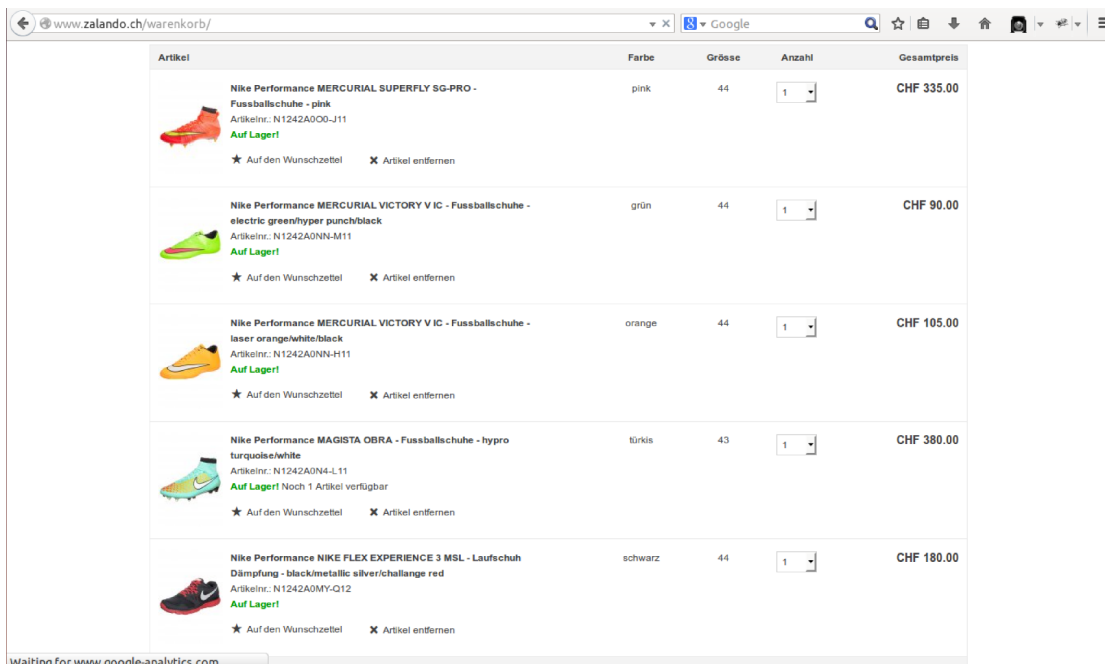 www.zalando.ch/warenkorb/ Google
Artikel Farbe Grösse Anzahl Gesamtpreis
Nike Performance MERCURIAL SUPERFLY SG-PRO - pink 44 1 CHF 335.00
Fussballschuhe - pink
Artikelnr.: N1242A0O0-J11
Auf Lager!
Auf den Wunschzettel Artikel entfernen
Nike Performance MERCURIAL VICTORY V IC - Fussballschuhe - grün 44 1 CHF 90.00
electric green/hyper punch/black
Artikelnr.: N1242A0NN-M11
Auf Lager!
Auf den Wunschzettel Artikel entfernen
Nike Performance MERCURIAL VICTORY V IC - Fussballschuhe - orange 44 1 CHF 105.00
laser orange/white/black
Artikelnr.: N1242A0NN-H11
Auf Lager!
Auf den Wunschzettel Artikel entfernen
Nike Performance MAGISTA OBRA - Fussballschuhe - hypro türkis 43 1 CHF 380.00
turquoise/white
Artikelnr.: N1242A0N4-L11
Auf Lager! Noch 1 Artikel verfügbar
Auf den Wunschzettel Artikel entfernen
Nike Performance NIKE FLEX EXPERIENCE 3 MSL - Laufschuh schwarz 44 1 CHF 180.00
Dämpfung - black/metallic silver/challange red
Artikelnr.: N1242A0MY-Q12
Auf Lager!
Auf den Wunschzettel Artikel entfernen
Waiting for www.google-analytics.com